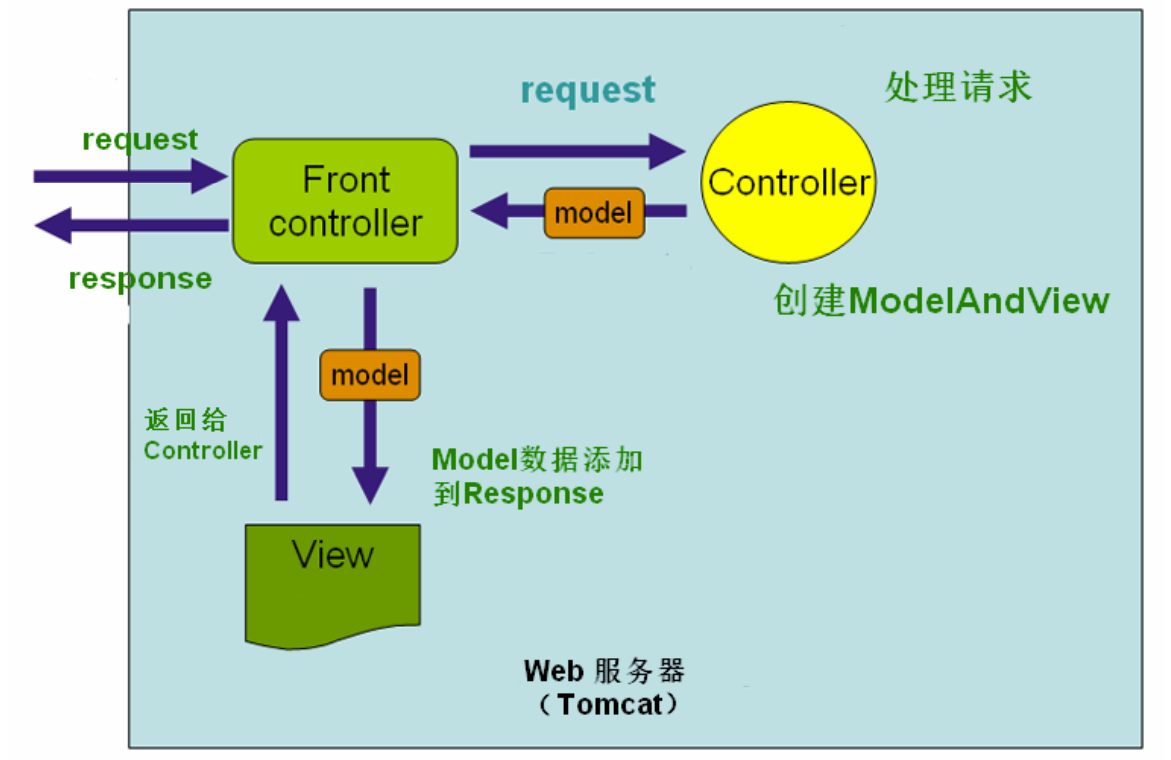 request
处理请求
request
Front
controller
Controller
model
response
创建ModelAndView
model
返回给
Controller
Model数据添加
到Response
View
Web 服务器
（Tomcat）